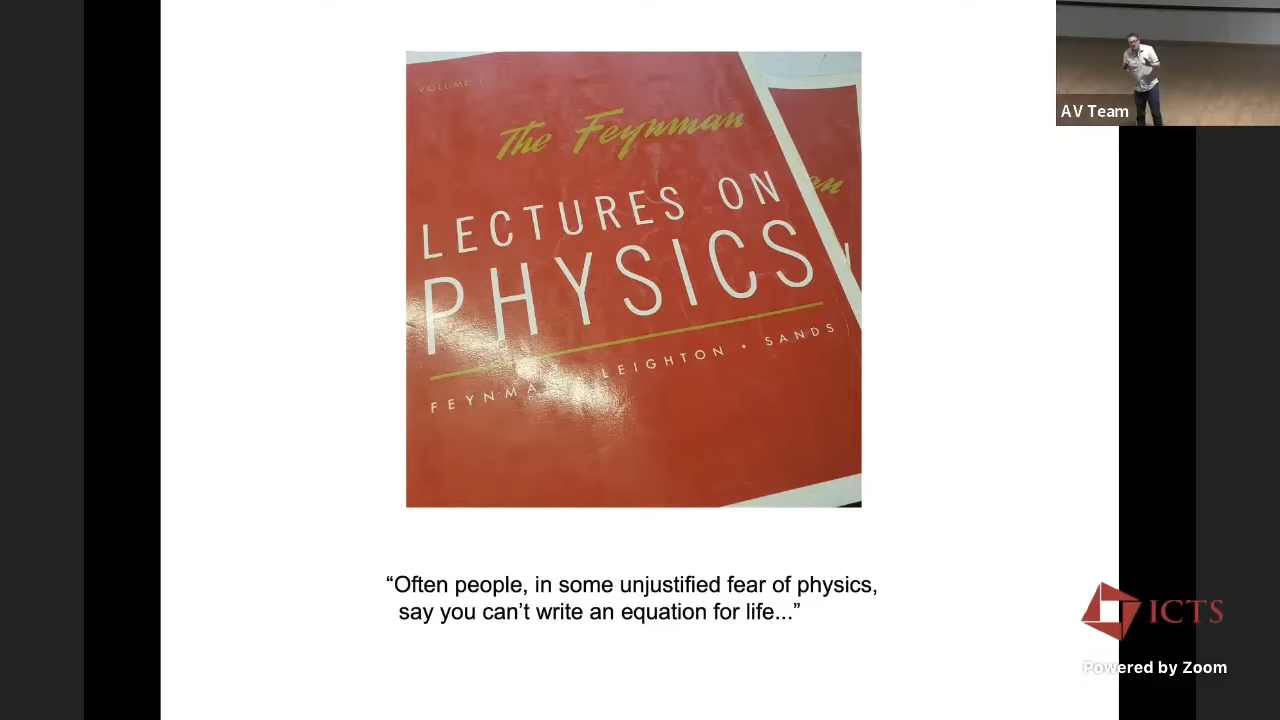 VOLUME I
The Feynman
LECTURES ON
PHYSICS
LEIGHTON • SANDS
“Often people, in some unjustified fear of physics,
say you can’t write an equation for life...”
AV Team
ICTS
Powered by Zoom